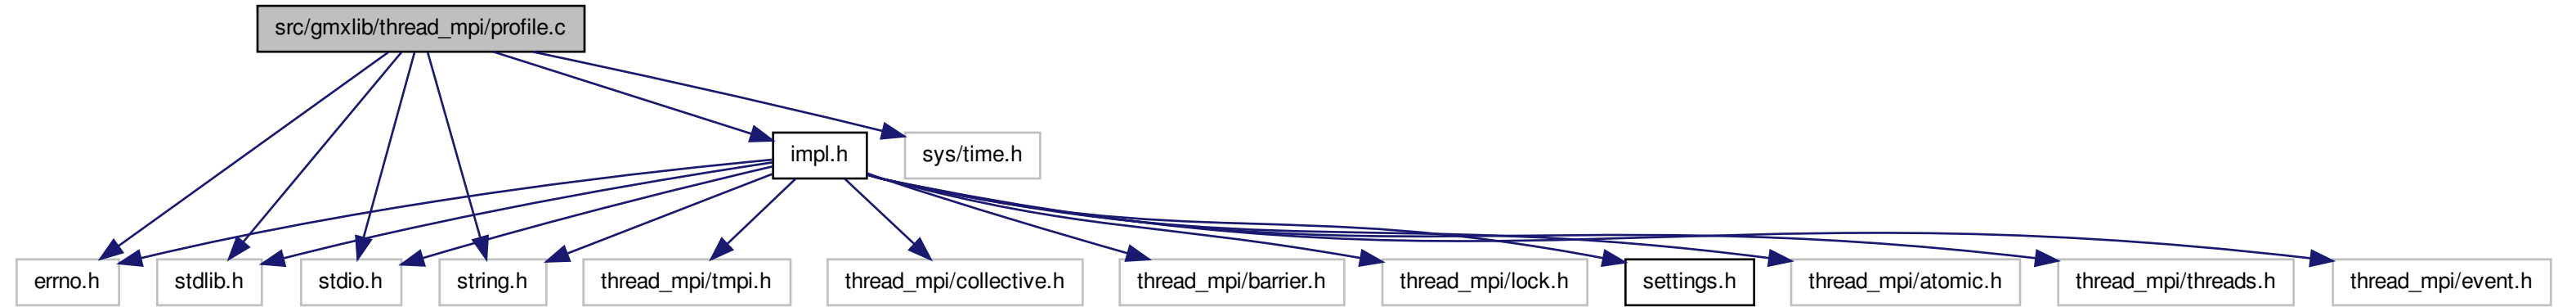 src/gmxlib/thread_mpi/profile.c
impl.h
sys/time.h
errno.h
stdlib.h
stdio.h
string.h
thread_mpi/tmpi.h
thread_mpi/collective.h
thread_mpi/barrier.h
thread_mpi/lock.h
settings.h
thread_mpi/atomic.h
thread_mpi/threads.h
thread_mpi/event.h